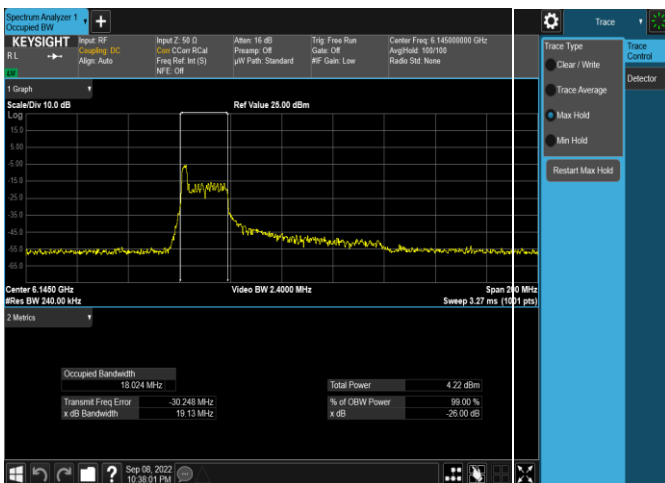 Spectrum Analyzer 1
Occupied BW
+
KEYSIGHT
R L
LV
Input: RF
Coupling: DC
Align: Auto
Input Z: 50 Ω
Corr CCorr RCal
Freq Ref: Int (S)
NFE: Off
Atten: 16 dB
Preamp: Off
µW Path: Standard
Trig: Free Run
Gate: Off
#IF Gain: Low
Center Freq: 6.145000000 GHz
Avg|Hold: 100/100
Radio Std: None
1 Graph
Scale/Div 10.0 dB
Ref Value 25.00 dBm
Log
15.0
5.00
-5.00
-15.0
-25.0
-35.0
-45.0
-55.0
-65.0
Center 6.1450 GHz
#Res BW 240.00 kHz
Video BW 2.4000 MHz
Span 200 MHz
Sweep 3.27 ms (1001 pts)
2 Metrics
Occupied Bandwidth
18.024 MHz
Total Power 4.22 dBm
Transmit Freq Error -30.248 MHz
% of OBW Power 99.00 %
x dB Bandwidth 19.13 MHz
x dB -26.00 dB
?
Sep 08, 2022
10:38:01 PM
Trace
Trace Type
Clear / Write
Trace Average
Max Hold
Min Hold
Restart Max Hold
Trace
Control
Detector